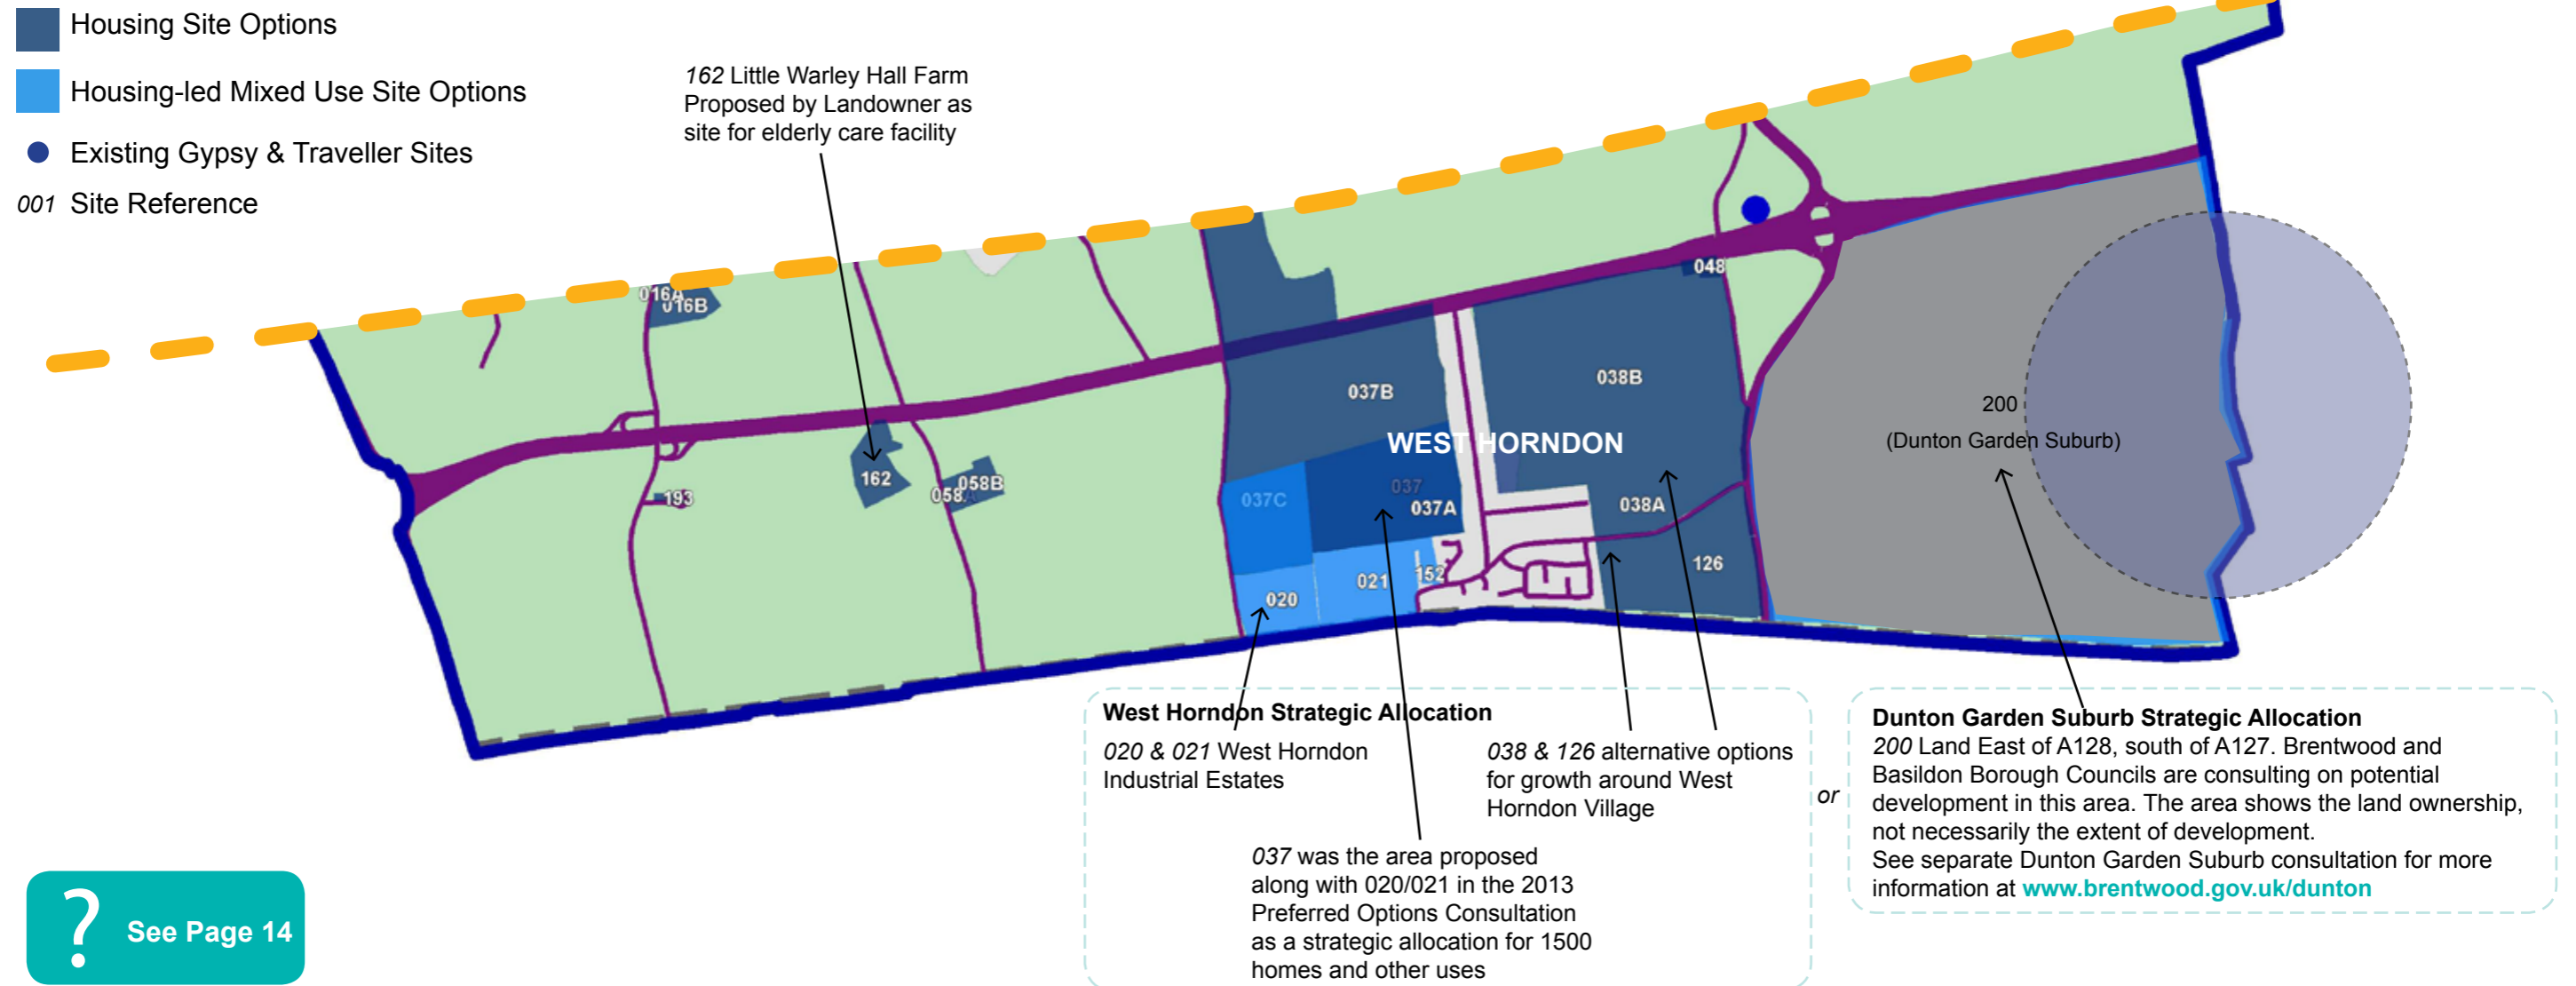 Housing Site Options
Housing-led Mixed Use Site Options
Existing Gypsy & Traveller Sites
001 Site Reference
162 Little Warley Hall Farm
Proposed by Landowner as
site for elderly care facility
016A
016B
193
162
058A
058B
037B
037C
037
037A
020
021
152
WEST HORNDON
038B
048
038A
126
200
(Dunton Garden Suburb)
West Horndon Strategic Allocation
020 & 021 West Horndon
Industrial Estates
038 & 126 alternative options
for growth around West
Horndon Village
037 was the area proposed
along with 020/021 in the 2013
Preferred Options Consultation
as a strategic allocation for 1500
homes and other uses
or
Dunton Garden Suburb Strategic Allocation
200 Land East of A128, south of A127. Brentwood and
Basildon Borough Councils are consulting on potential
development in this area. The area shows the land ownership,
not necessarily the extent of development.
See separate Dunton Garden Suburb consultation for more
information at www.brentwood.gov.uk/dunton
? See Page 14